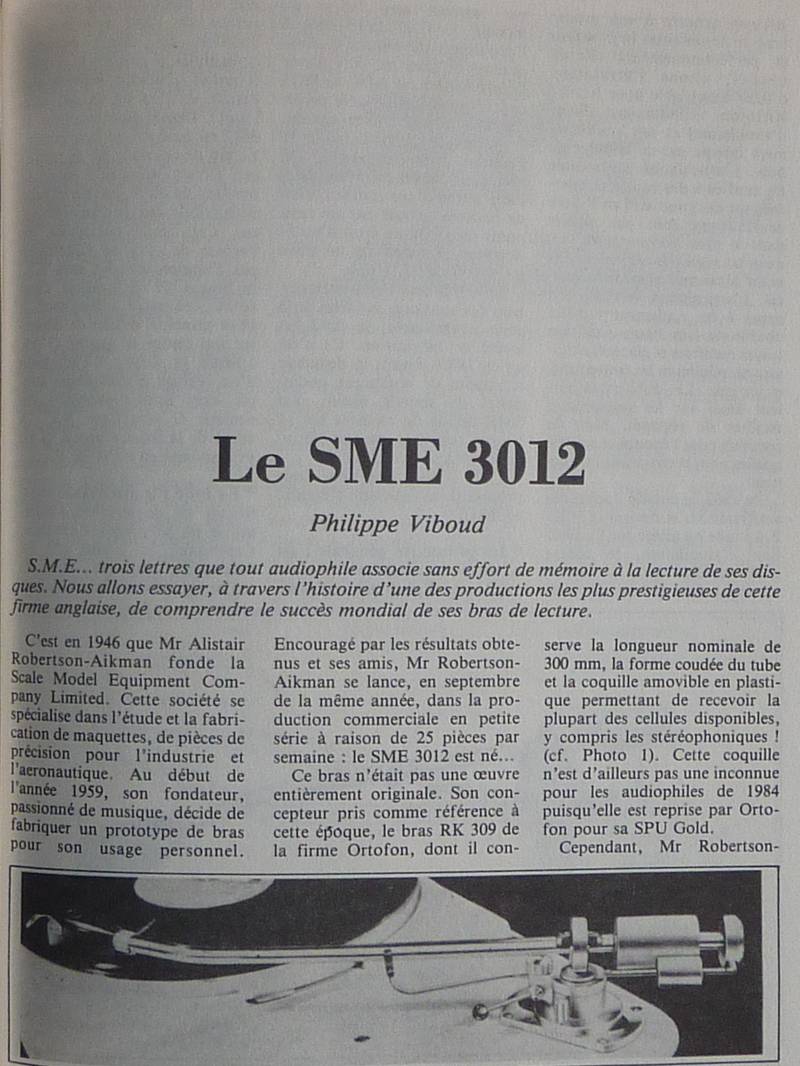 Le SME 3012
Philippe Viboud
S.M.E... trois lettres que tout audiophile associe sans effort de mémoire à la lecture de ses dis-
ques. Nous allons essayer, à travers l'histoire d'une des productions les plus prestigieuses de cette
firme anglaise, de comprendre le succès mondial de ses bras de lecture.
C'est en 1946 que Mr Alistair
Robertson-Aikman fonde la
Scale Model Equipment Com-
pany Limited. Cette société se
spécialise dans l'étude et la fabri-
cation de maquettes, de pièces de
précision pour l'industrie et
l'aeronautique. Au début de
l'année 1959, son fondateur,
passionné de musique, décide de
fabriquer un prototype de bras
pour son usage personnel.
Encouragé par les résultats obte-
nus et ses amis, Mr Robertson-
Aikman se lance, en septembre
de la même année, dans la pro-
duction commerciale en petite
série à raison de 25 pièces par
semaine : le SME 3012 est né...
Ce bras n'était pas une œuvre
entièrement originale. Son con-
cepteur pris comme référence à
cette époque, le bras RK 309 de
la firme Ortofon, dont il con-
serve la longueur nominale de
300 mm, la forme coudée du tube
et la coquille amovible en plasti-
que permettant de recevoir la
plupart des cellules disponibles,
y compris les stéréophoniques !
(cf. Photo 1). Cette coquille
n'est d'ailleurs pas une inconnue
pour les audiophiles de 1984
puisqu'elle est reprise par Orto-
fon pour sa SPU Gold.
Cependant, Mr Robertson-